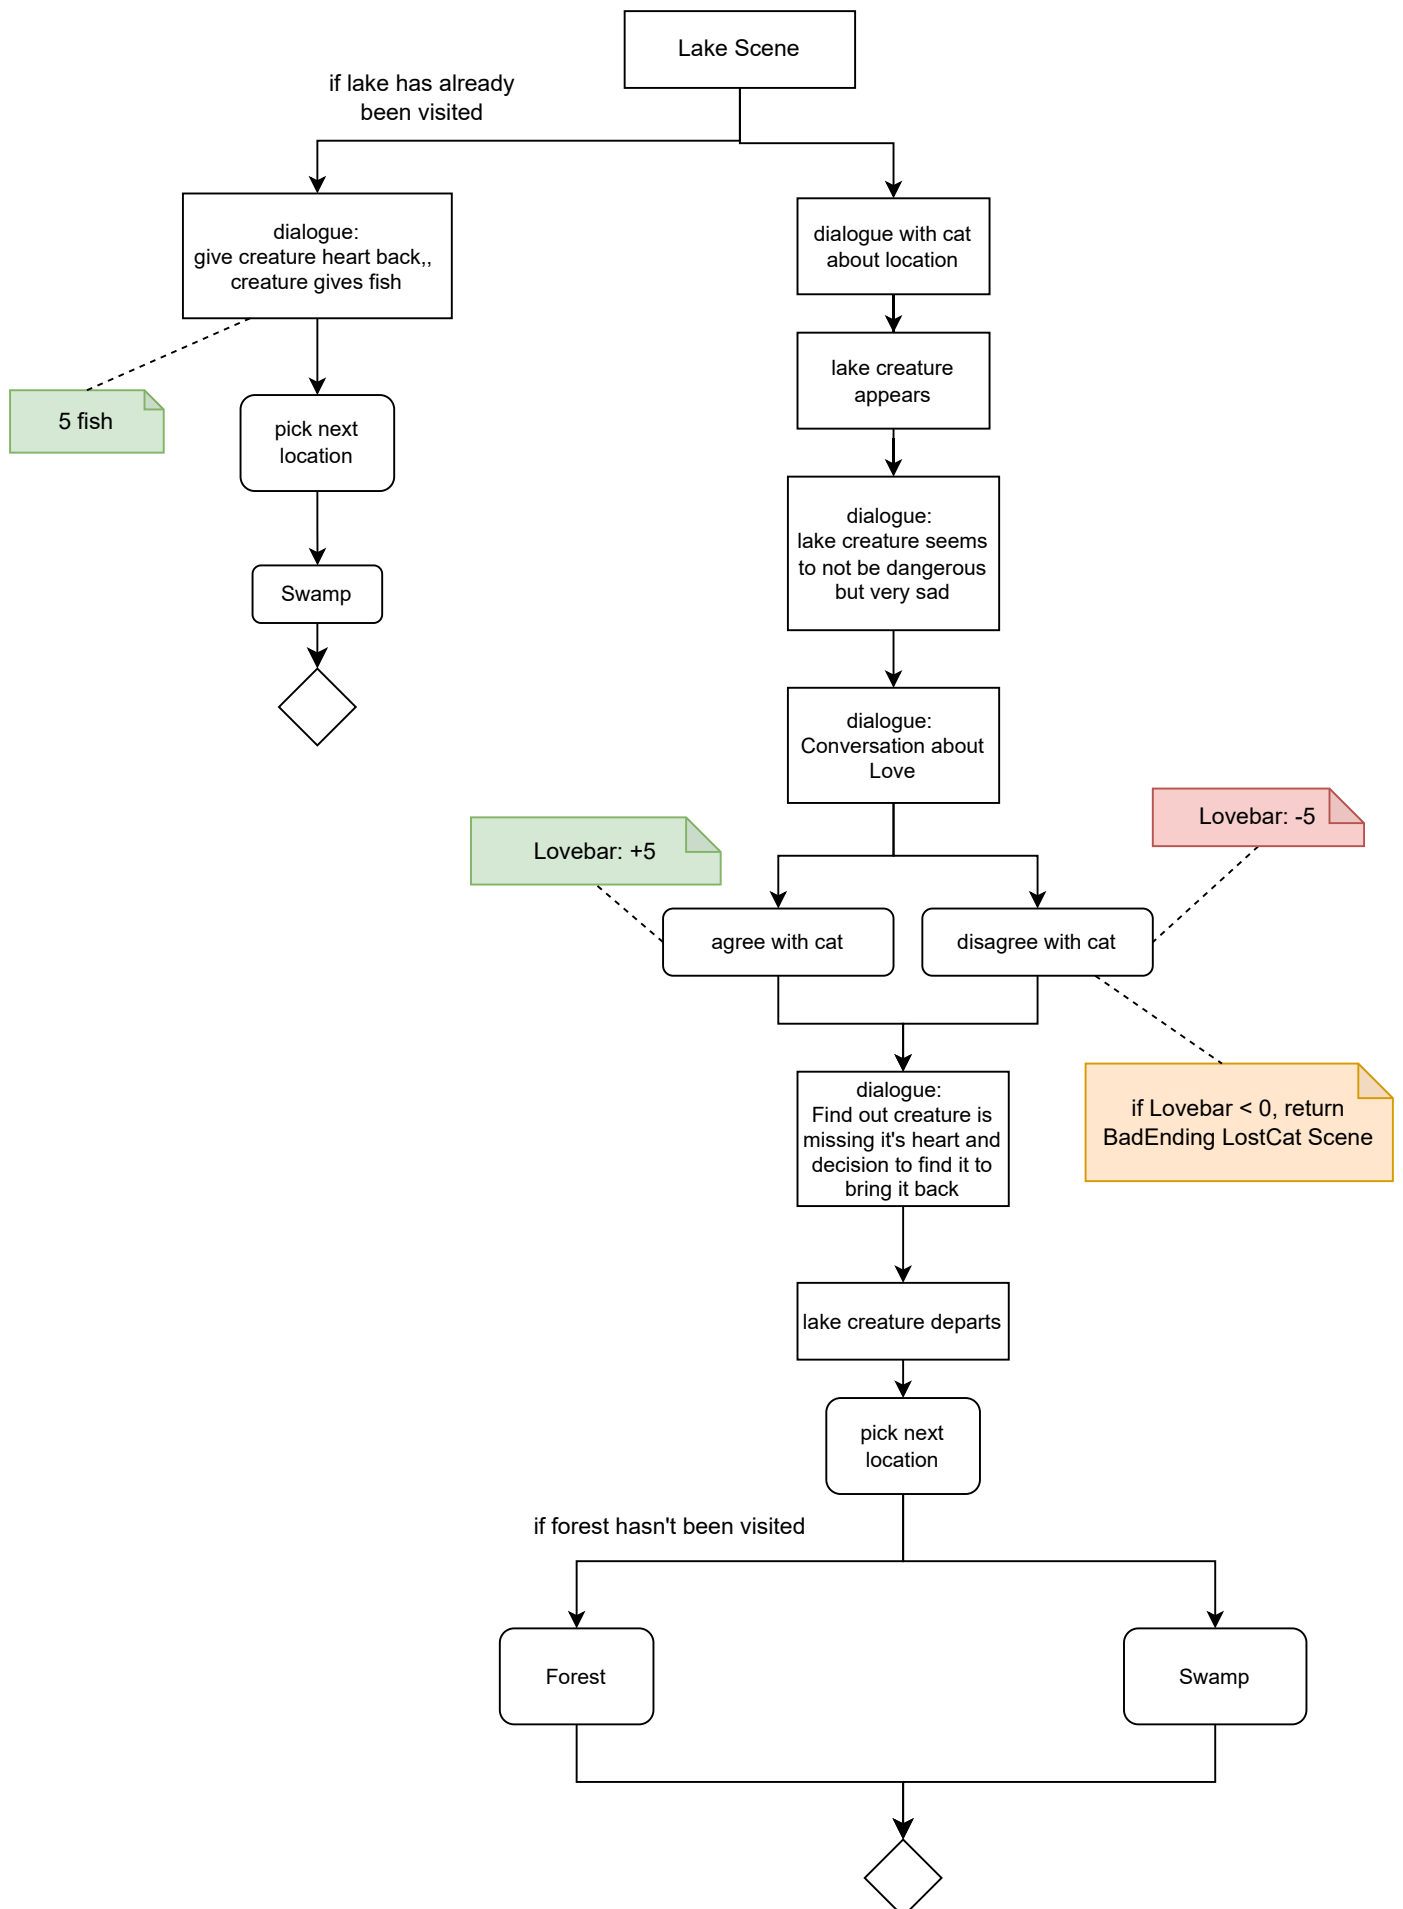 Lake Scene
if lake has already
been visited
dialogue:
give creature heart back,,
creature gives fish
5 fish
pick next
location
Swamp
dialogue with cat
about location
lake creature
appears
dialogue:
lake creature seems
to not be dangerous
but very sad
dialogue:
Conversation about
Love
Lovebar: +5
Lovebar: -5
agree with cat
disagree with cat
if Lovebar < 0, return
BadEnding LostCat Scene
dialogue:
Find out creature is
missing it's heart and
decision to find it to
bring it back
lake creature departs
pick next
location
if forest hasn't been visited
Forest
Swamp